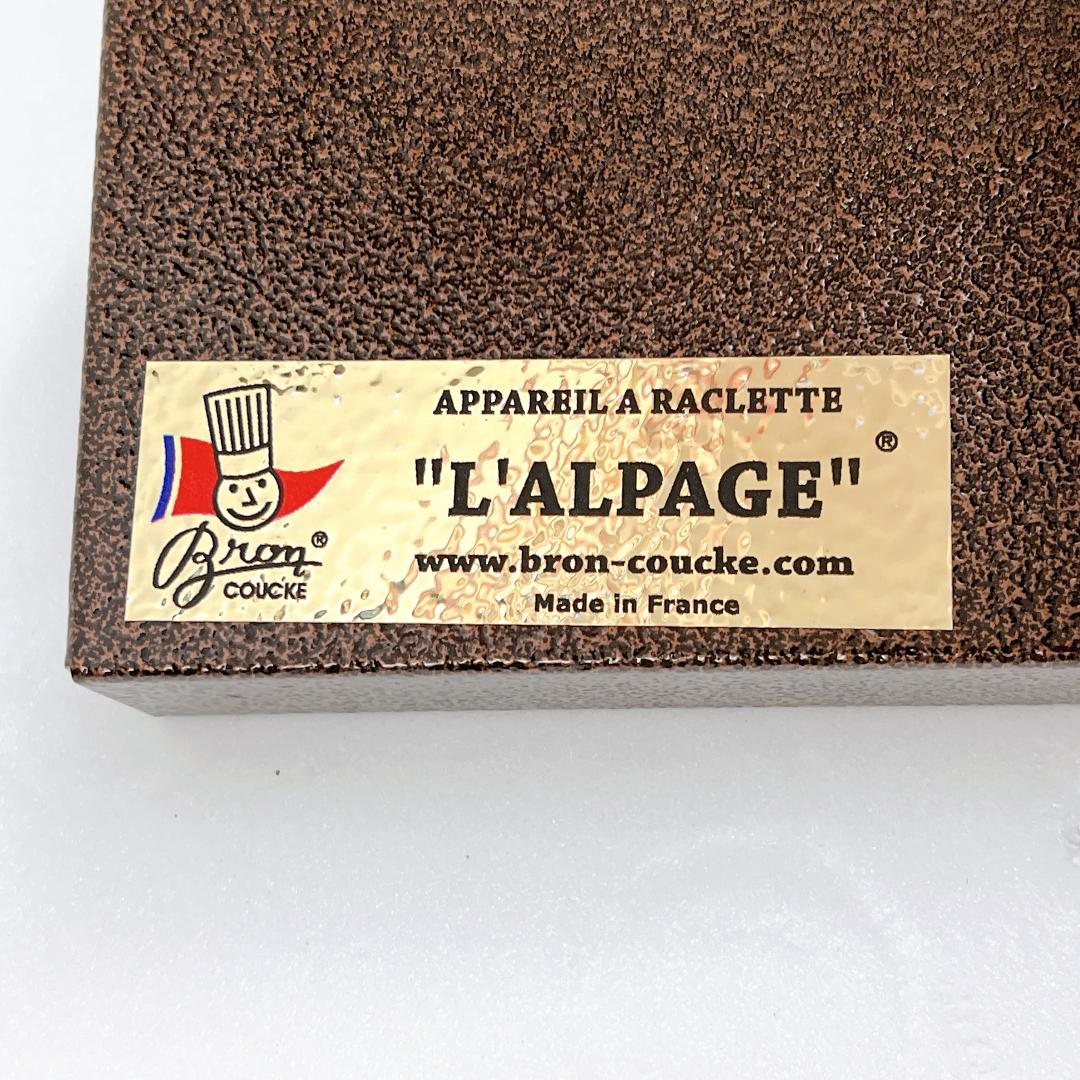 Bron®
COUCKE
APPAREIL A RACLETTE
"L'ALPAGE"®
www.bron-coucke.com
Made in France